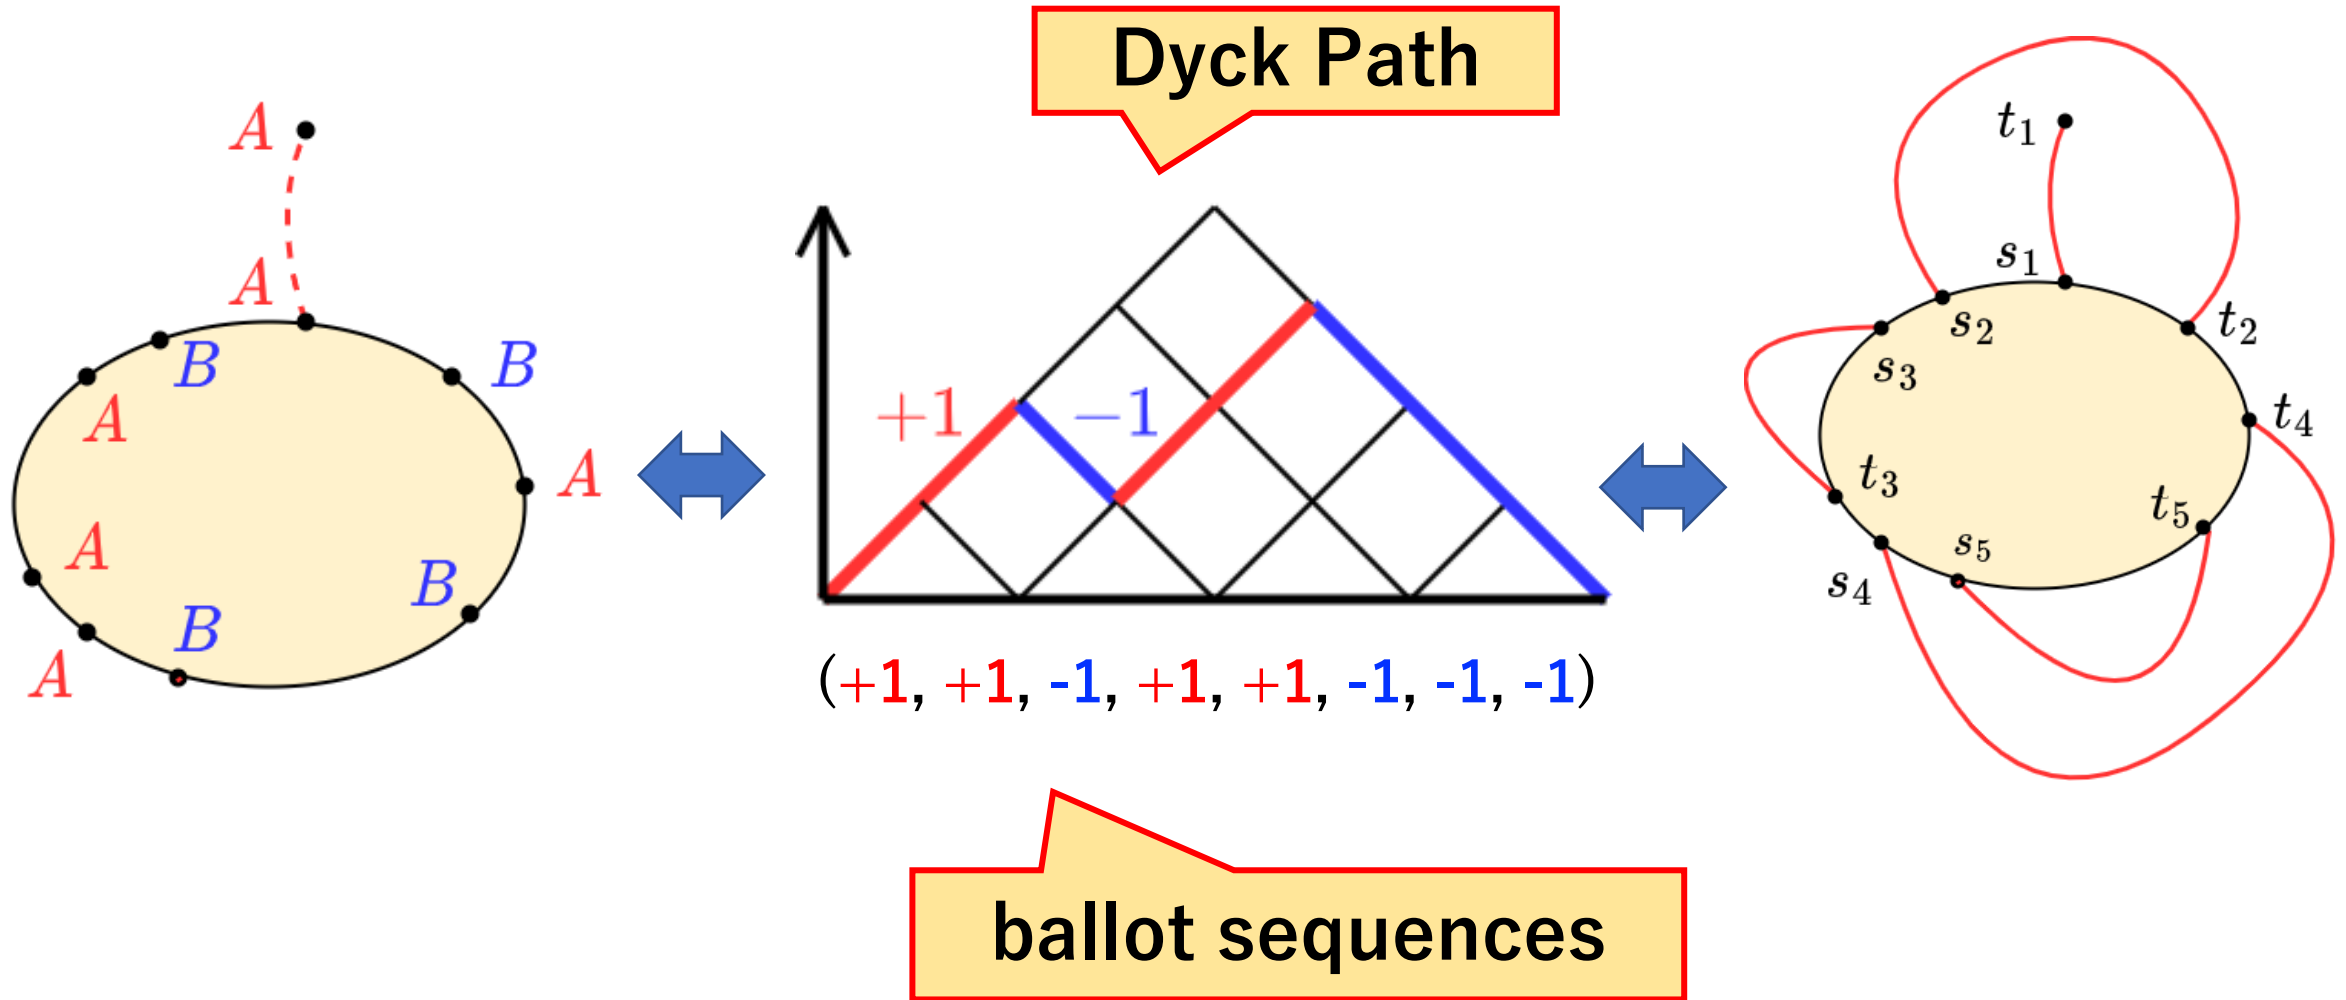 Dyck Path
A
A
B
A
B
A
A
B
A
B
+1
−1
(+1, +1, -1, +1, +1, -1, -1, -1)
t1
s1
s2
t2
s3
t4
t3
t5
s5
s4
ballot sequences